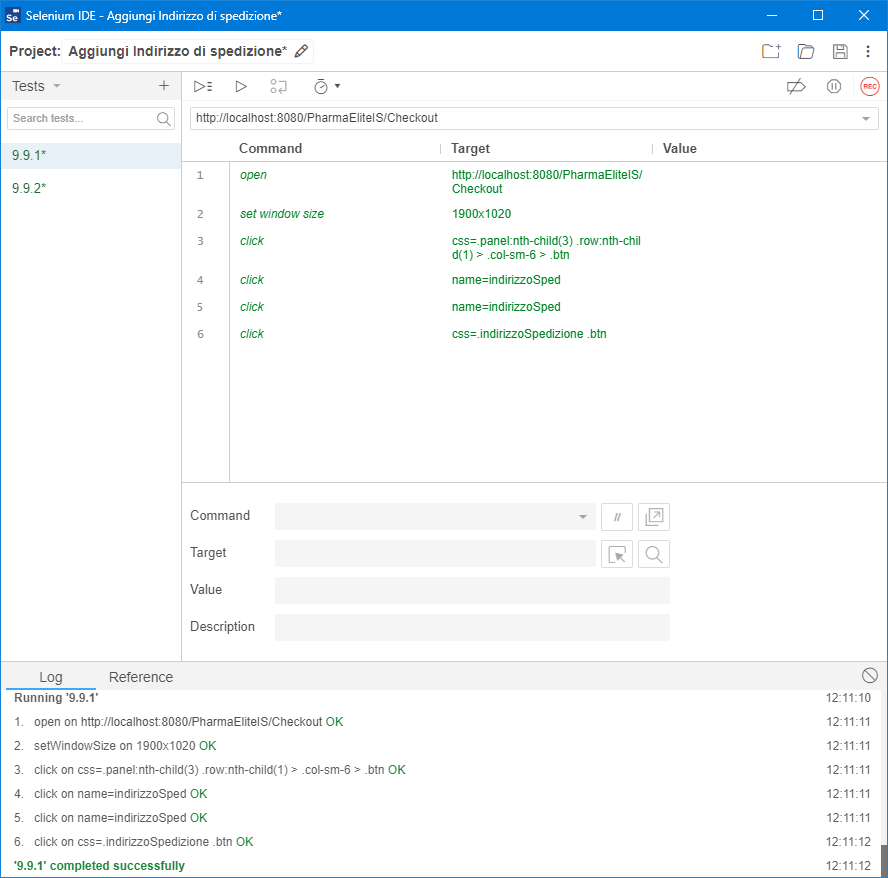 Se Selenium IDE - Aggiungi Indirizzo di spedizione*
Project: Aggiungi Indirizzo di spedizione*
Tests
REC
Search tests...
http://localhost:8080/PharmaEliteIS/Checkout
9.9.1*
9.9.2*
Command Target Value
1 open http://localhost:8080/PharmaEliteIS/
Checkout
2 set window size 1900x1020
3 click css=.panel:nth-child(3) .row:nth-chil
d(1) > .col-sm-6 > .btn
4 click name=indirizzoSped
5 click name=indirizzoSped
6 click css=.indirizzoSpedizione .btn
Command //
Target
Value
Description
Log Reference
Running '9.9.1' 12:11:10
1. open on http://localhost:8080/PharmaEliteIS/Checkout OK 12:11:11
2. setWindowSize on 1900x1020 OK 12:11:11
3. click on css=.panel:nth-child(3) .row:nth-child(1) > .col-sm-6 > .btn OK 12:11:11
4. click on name=indirizzoSped OK 12:11:11
5. click on name=indirizzoSped OK 12:11:11
6. click on css=.indirizzoSpedizione .btn OK 12:11:12
'9.9.1' completed successfully 12:11:12